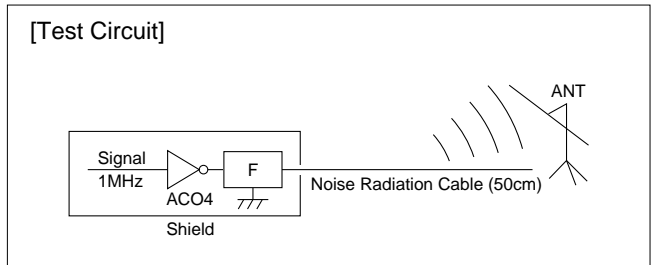 [Test Circuit]
ANT
Signal
1MHz
F
ACO4
Noise Radiation Cable (50cm)
Shield